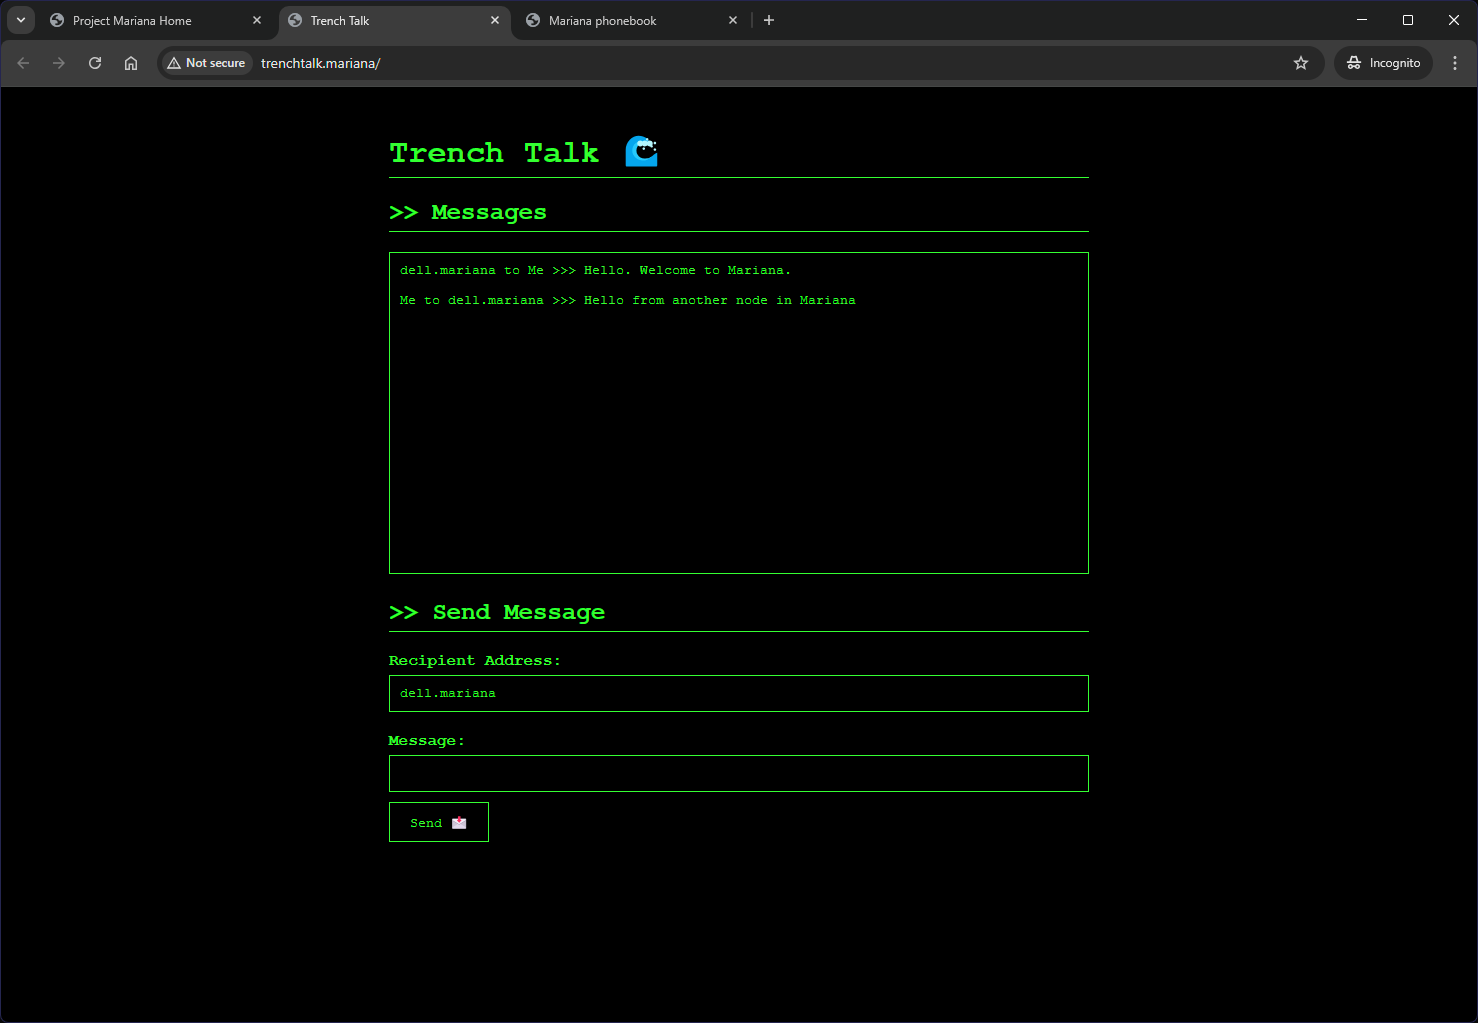 Project Mariana Home
Trench Talk
Mariana phonebook
Not secure
trenchtalk.mariana/
Incognito
Trench Talk 🌊
>> Messages
dell.mariana to Me >>> Hello. Welcome to Mariana.
Me to dell.mariana >>> Hello from another node in Mariana
>> Send Message
Recipient Address:
dell.mariana
Message:
Send 📩